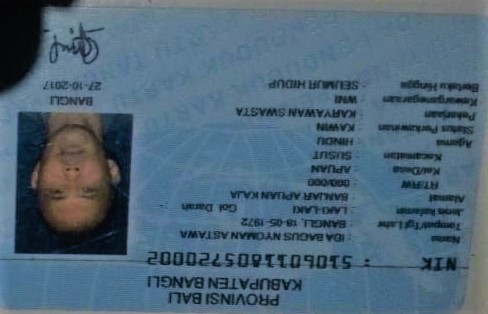 PROVINSI BALI
KABUPATEN BANGLI
NIK : 5106011805720002
Nama : IDA BAGUS NYOMAN ASTAWA
Tempat/Tgl Lahir : BANGLI, 18-05-1972
Jenis kelamin : LAKI-LAKI Gol. Darah : -
Alamat : BANJAR APUAN KAJA
RT/RW : 000/000
Kel/Desa : APUAN
Kecamatan : SUSUT
Agama : HINDU
Status Perkawinan : KAWIN
Pekerjaan : KARYAWAN SWASTA
Kewarganegaraan : WNI
Berlaku Hingga : SEUMUR HIDUP
BANGLI
27-10-2017